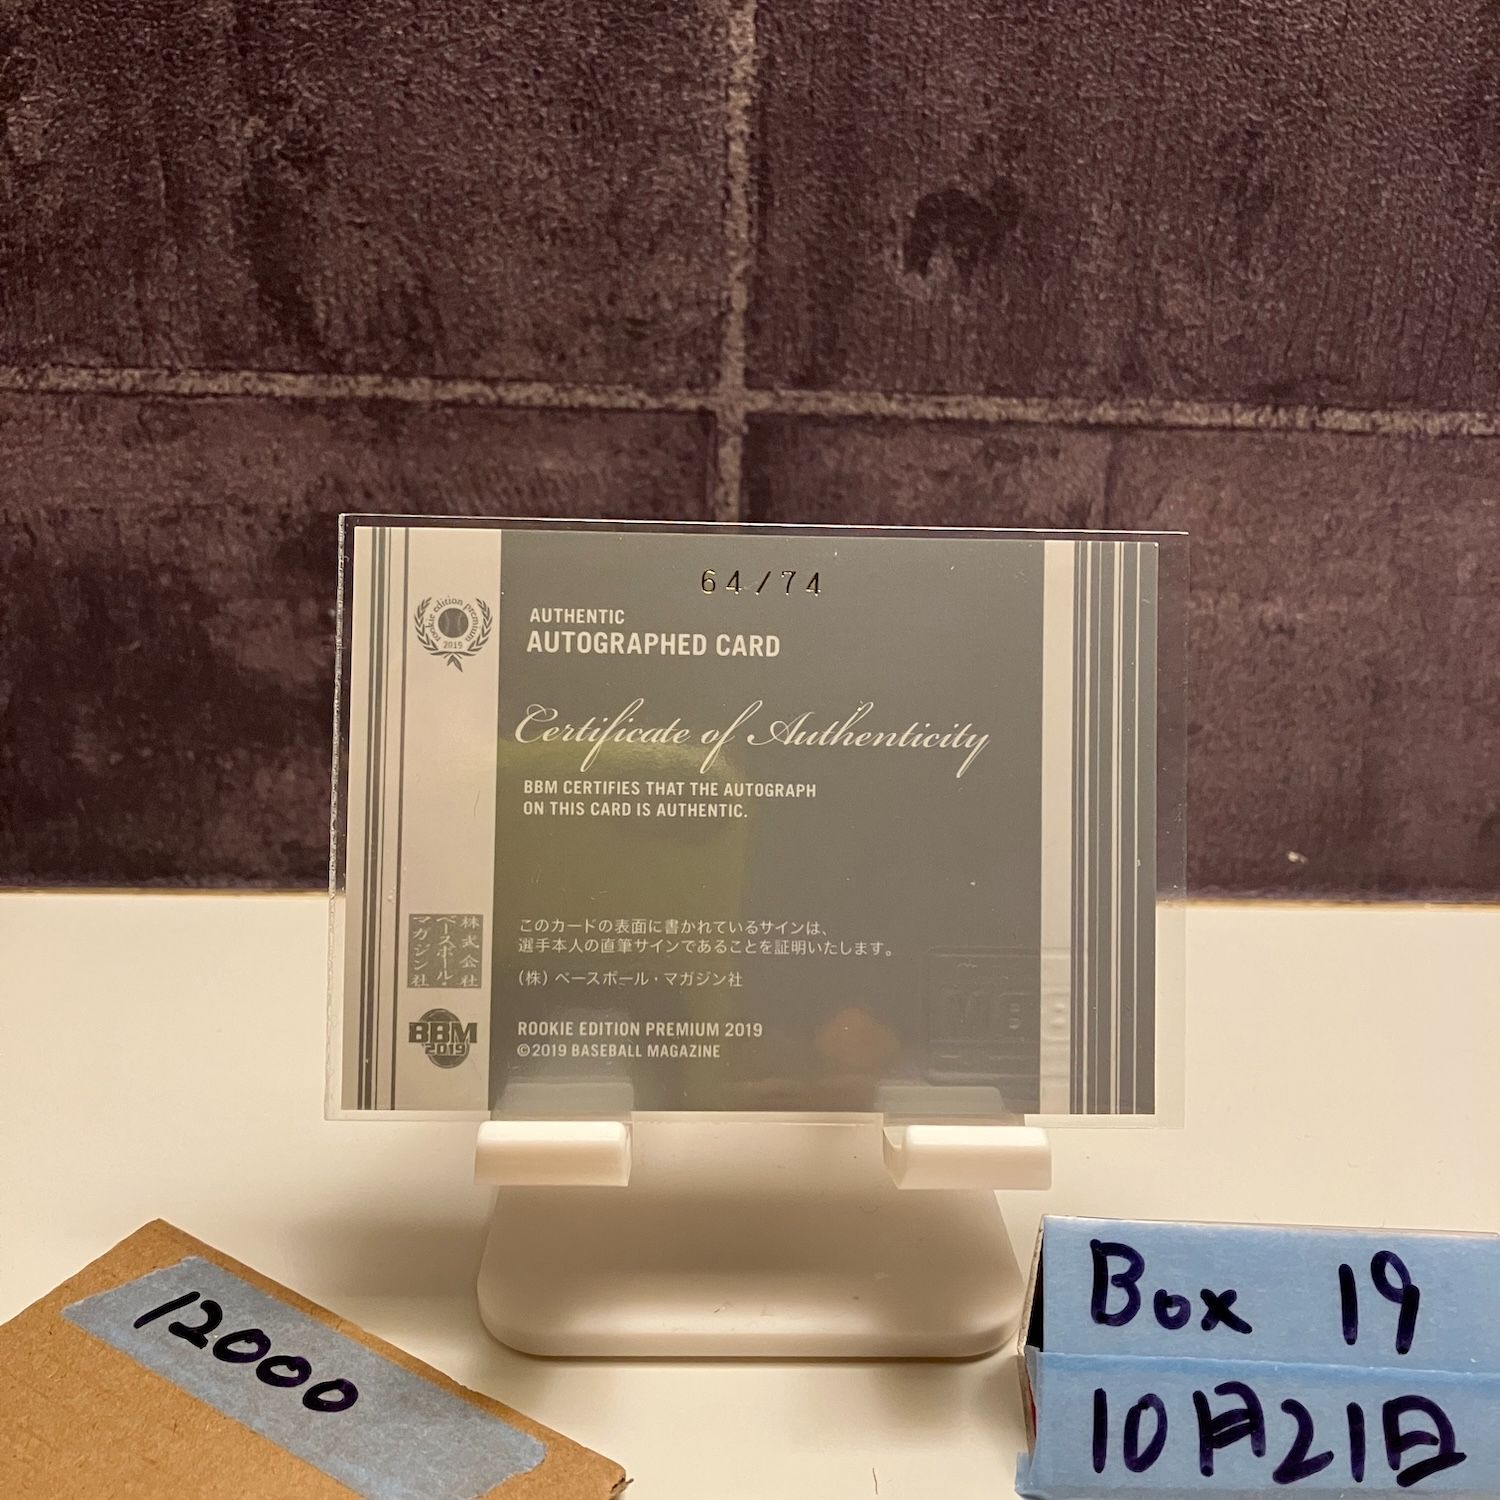 64/74
AUTHENTIC
AUTOGRAPHED CARD
rookie edition premium
2019
Certificate of Authenticity
BBM CERTIFIES THAT THE AUTOGRAPH
ON THIS CARD IS AUTHENTIC.
このカードの表面に書かれているサインは、
選手本人の直筆サインであることを証明いたします。
(株)ベースボール・マガジン社
株式会社
ベースボール・
マガジン社
BBM
2019
ROOKIE EDITION PREMIUM 2019
©2019 BASEBALL MAGAZINE
12000
Box 19
10月21日